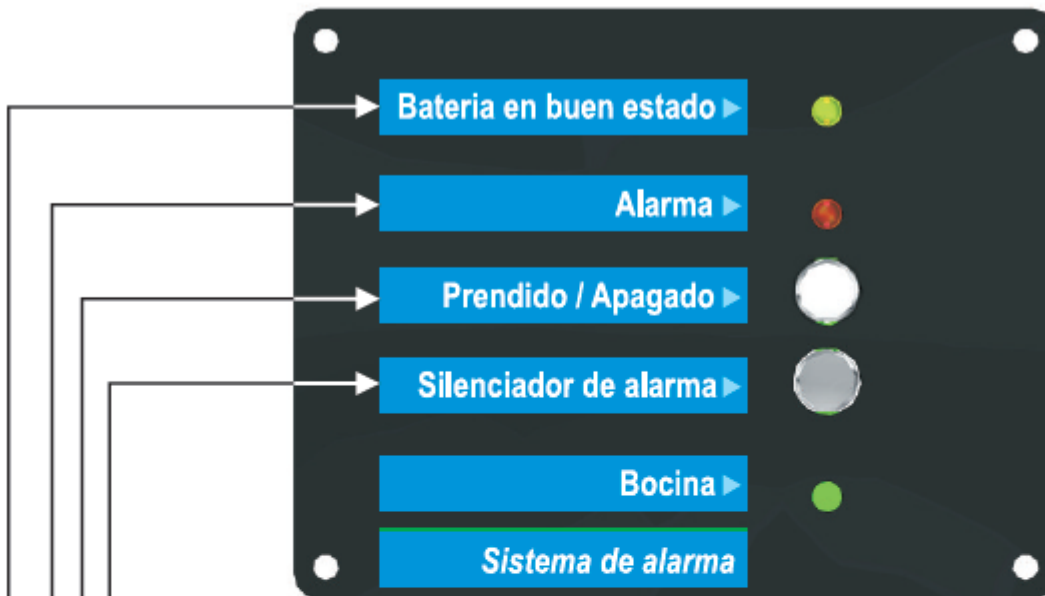 Bateria en buen estado
Alarma
Prendido / Apagado
Silenciador de alarma
Bocina
Sistema de alarma